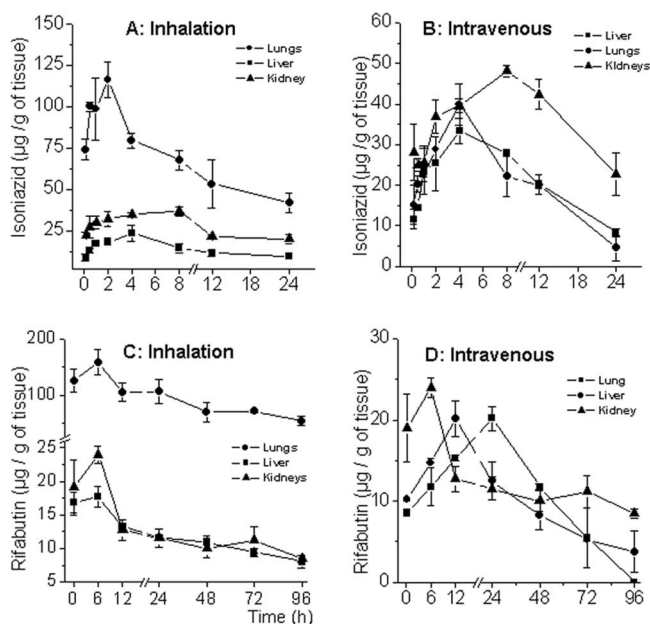 A: Inhalation
Lungs
Liver
Kidney
Isoniazid (µg /g of tissue)
150
125
100
75
50
25
0 2 4 6 8 12 24
B: Intravenous
Liver
Lungs
Kidneys
Isoniazid (µg /g of tissue)
60
50
40
30
20
10
0
0 2 4 6 8 12 24
C: Inhalation
Lungs
Liver
Kidneys
Rifabutin (µg / g of tissue)
200
100
25
20
15
10
5
0 6 12 24 48 72 96
Time (h)
D: Intravenous
Lung
Liver
Kidney
Rifabutin (µg / g of tissue)
30
20
10
0
0 6 12 24 48 72 96